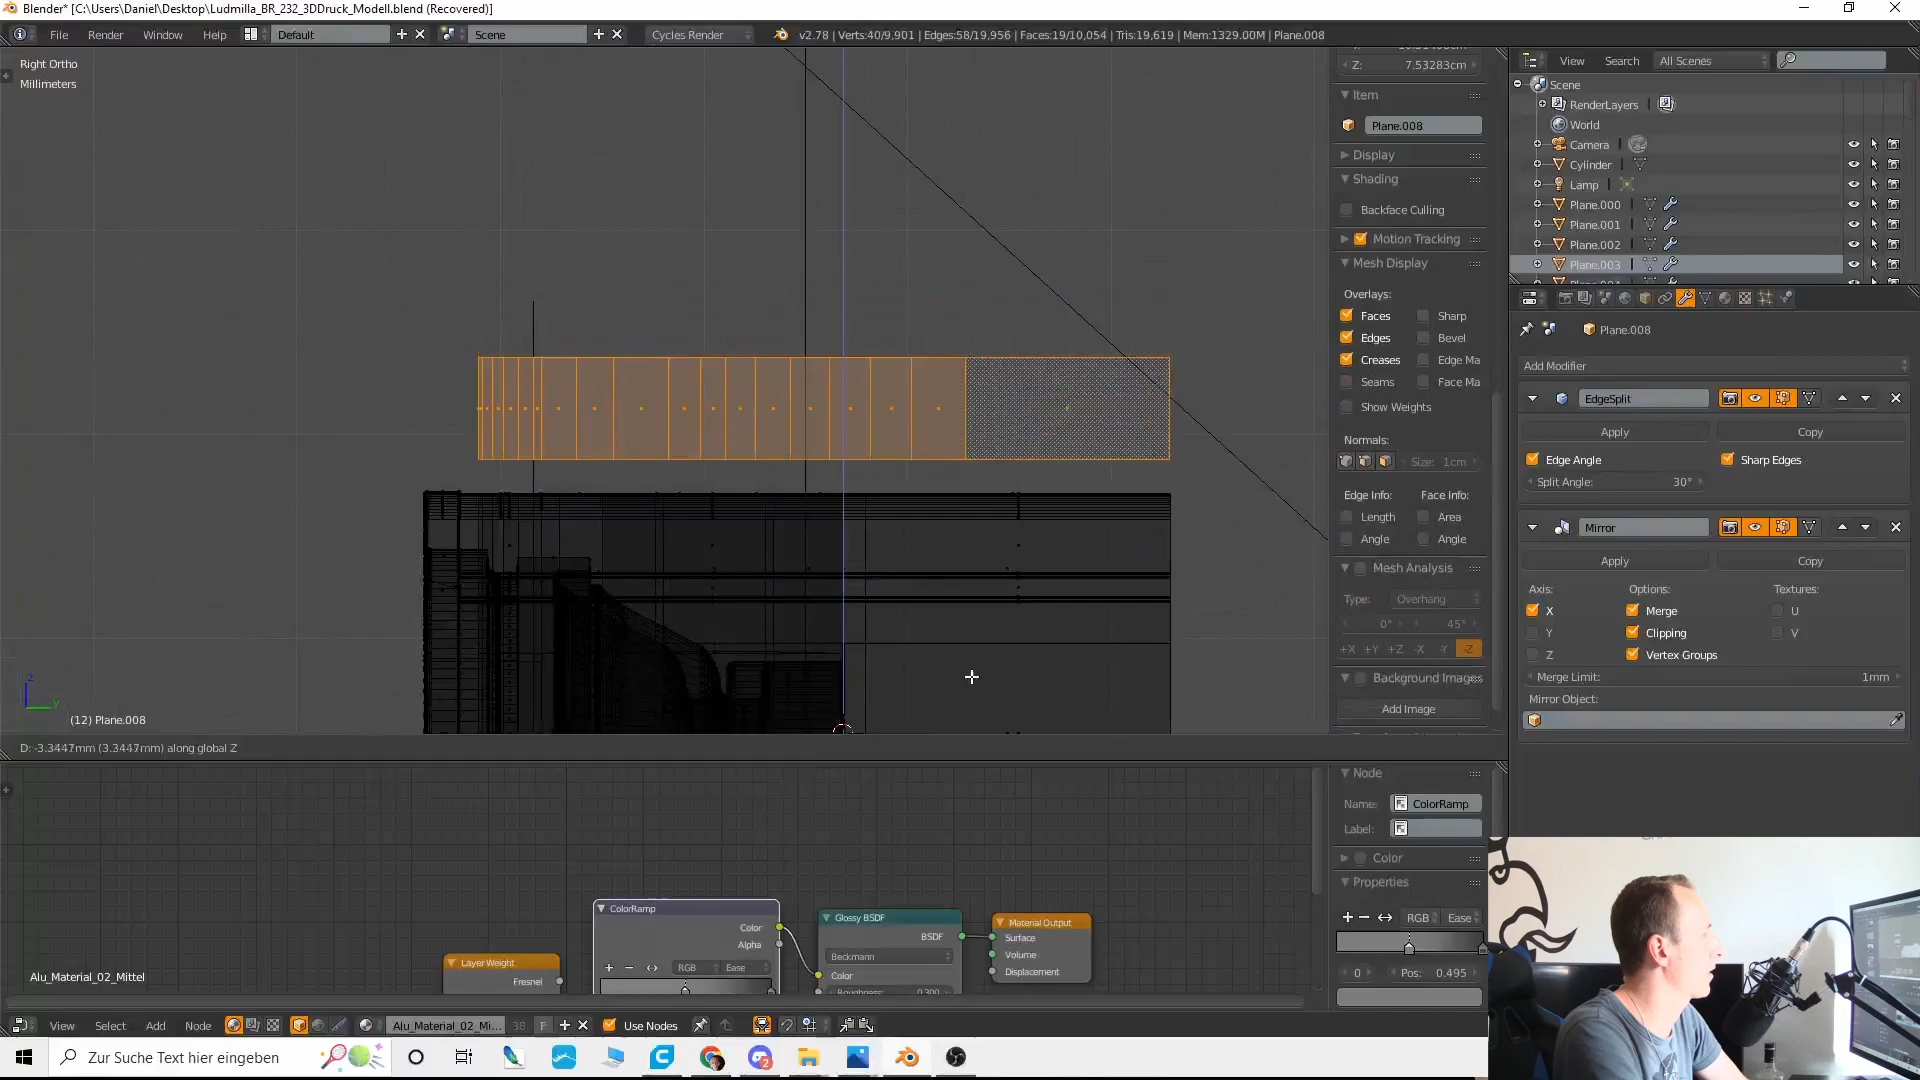 Blender* [C:\Users\Daniel\Desktop\Ludmilla_BR_232_3DDruck_Modell.blend (Recovered)]
File Render Window Help Default Scene Cycles Render v2.78 | Verts:40/9,901 | Edges:58/19,956 | Faces:19/10,054 | Tris:19,619 | Mem:1329.00M | Plane.008
Right Ortho
Millimeters
Z: 7.53283cm
Item
Plane.008
Display
Shading
Backface Culling
Motion Tracking
Mesh Display
Overlays:
Faces Sharp
Edges Bevel
Creases Edge Ma
Seams Face Ma
Show Weights
Normals:
Size: 1cm
Edge Info: Face Info:
Length Area
Angle Angle
Mesh Analysis
Type: Overhang
0° 45°
+X +Y +Z -X -Y -Z
Background Images
Add Image
View Search All Scenes
Scene
RenderLayers
World
Camera
Cylinder
Lamp
Plane.000
Plane.001
Plane.002
Plane.003
Plane.008
Add Modifier
EdgeSplit
Apply Copy
Edge Angle Sharp Edges
Split Angle: 30°
Mirror
Apply Copy
Axis: Options: Textures:
X Merge U
Y Clipping V
Z Vertex Groups
Merge Limit: 1mm
Mirror Object:
z
y
(12) Plane.008
D: -3.3447mm (3.3447mm) along global Z
Layer Weight
Fresnel
ColorRamp
Color
Alpha
RGB Ease
Glossy BSDF
BSDF
Beckmann
Color
Roughness: 0.300
Material Output
Surface
Volume
Displacement
Alu_Material_02_Mittel
Node
Name: ColorRamp
Label:
Color
Properties
RGB Ease
0 Pos: 0.495
View Select Add Node Alu_Material_02_Mi... 38 F Use Nodes
Zur Suche Text hier eingeben
2